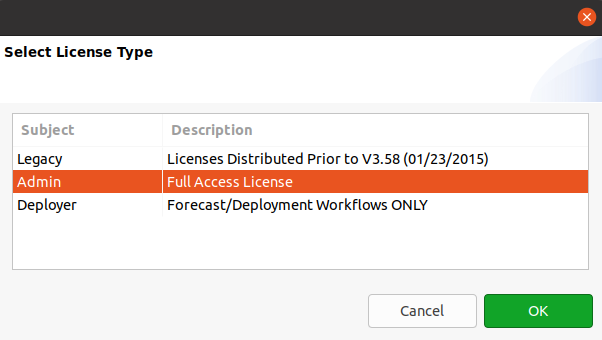 Select License Type
Subject Description
Legacy Licenses Distributed Prior to V3.58 (01/23/2015)
Admin Full Access License
Deployer Forecast/Deployment Workflows ONLY
Cancel OK